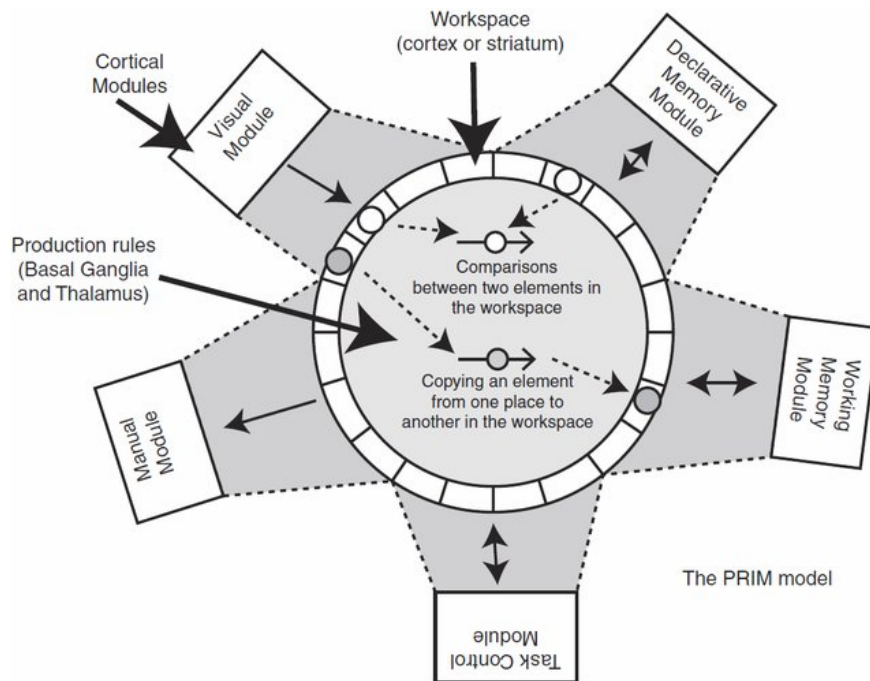 Workspace
(cortex or striatum)
Cortical
Modules
Visual
Module
Declarative
Memory
Module
Production rules
(Basal Ganglia
and Thalamus)
Comparisons
between two elements in
the workspace
Copying an element
from one place to
another in the workspace
Working
Memory
Module
Manual
Module
Task Control
Module
The PRIM model